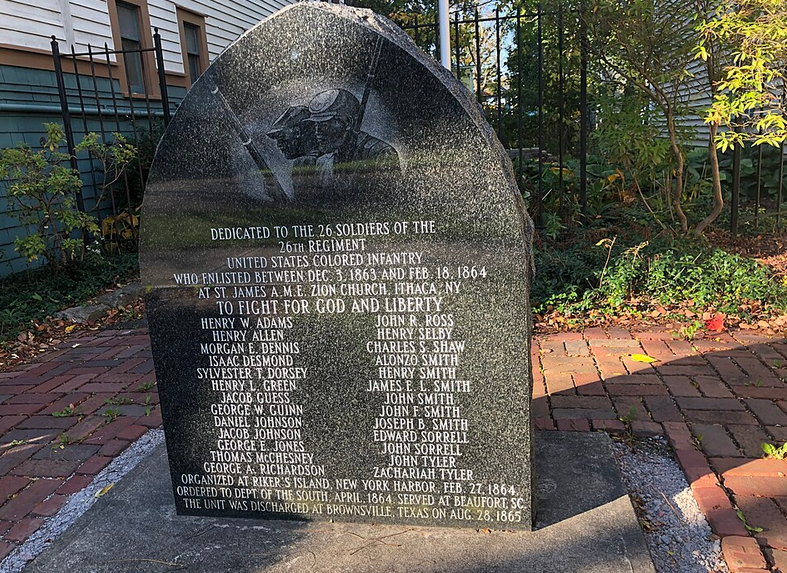 DEDICATED TO THE 26 SOLDIERS OF THE
26TH REGIMENT
UNITED STATES COLORED INFANTRY
WHO ENLISTED BETWEEN DEC. 3, 1863 AND FEB. 18, 1864
AT ST. JAMES A.M.E. ZION CHURCH, ITHACA, NY
TO FIGHT FOR GOD AND LIBERTY
HENRY W. ADAMS
HENRY ALLEN
MORGAN E. DENNIS
ISAAC DESMOND
SYLVESTER T. DORSEY
HENRY L. GREEN
JACOB GUESS
GEORGE W. GUINN
DANIEL JOHNSON
JACOB JOHNSON
GEORGE E. JONES
THOMAS McCHESNEY
GEORGE A. RICHARDSON
JOHN R. ROSS
HENRY SELBY
CHARLES S. SHAW
ALONZO SMITH
HENRY SMITH
JAMES E. L. SMITH
JOHN SMITH
JOHN F. SMITH
JOSEPH B. SMITH
EDWARD SORRELL
JOHN SORRELL
JOHN TYLER
ZACHARIAH TYLER
ORGANIZED AT RIKER'S ISLAND, NEW YORK HARBOR, FEB. 27, 1864,
ORDERED TO DEPT OF THE SOUTH, APRIL, 1864. SERVED AT BEAUFORT, SC.
THE UNIT WAS DISCHARGED AT BROWNSVILLE, TEXAS ON AUG. 28, 1865